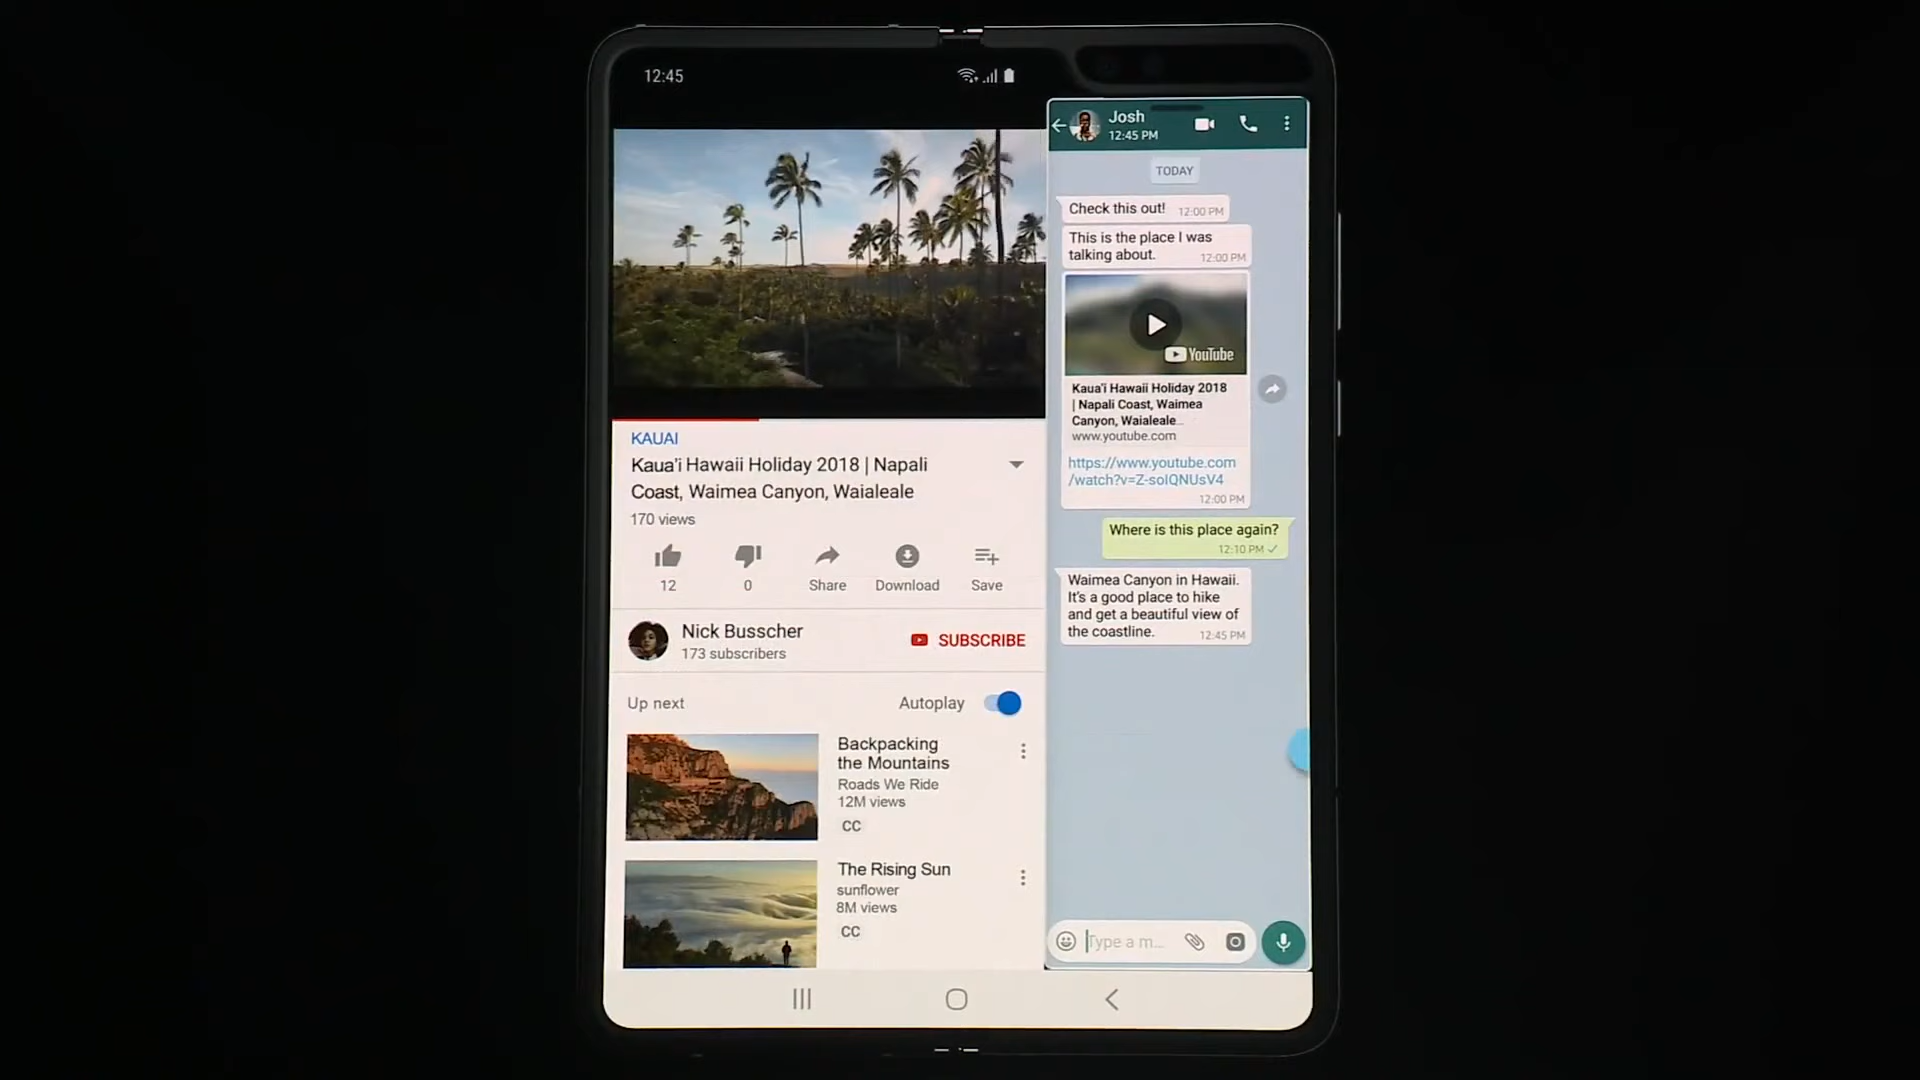 12:45
KAUAI
Kaua'i Hawaii Holiday 2018 | Napali
Coast, Waimea Canyon, Waialeale
170 views
12
0
Share
Download
Save
Nick Busscher
173 subscribers
SUBSCRIBE
Up next
Autoplay
Backpacking
the Mountains
Roads We Ride
12M views
CC
The Rising Sun
sunflower
8M views
CC
Josh
12:45 PM
TODAY
Check this out! 12:00 PM
This is the place I was
talking about. 12:00 PM
YouTube
Kaua'i Hawaii Holiday 2018
| Napali Coast, Waimea
Canyon, Waialeale...
www.youtube.com
https://www.youtube.com
/watch?v=Z-soIQNUsV4
12:00 PM
Where is this place again?
12:10 PM
Waimea Canyon in Hawaii.
It's a good place to hike
and get a beautiful view of
the coastline. 12:45 PM
Type a m...